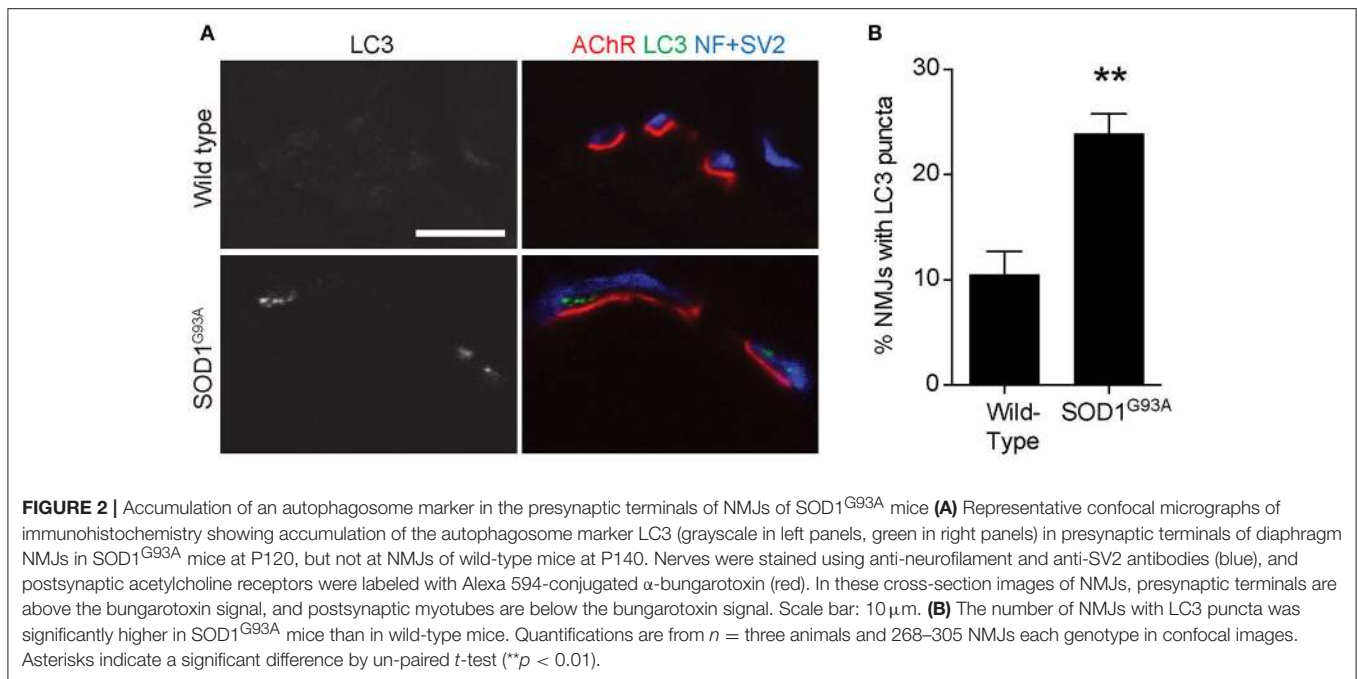 A
LC3
AChR LC3 NF+SV2
Wild type
SOD1G93A
B
**
% NMJs with LC3 puncta
30
20
10
0
Wild-
Type
SOD1G93A
FIGURE 2 | Accumulation of an autophagosome marker in the presynaptic terminals of NMJs of SOD1G93A mice (A) Representative confocal micrographs of
immunohistochemistry showing accumulation of the autophagosome marker LC3 (grayscale in left panels, green in right panels) in presynaptic terminals of diaphragm
NMJs in SOD1G93A mice at P120, but not at NMJs of wild-type mice at P140. Nerves were stained using anti-neurofilament and anti-SV2 antibodies (blue), and
postsynaptic acetylcholine receptors were labeled with Alexa 594-conjugated α-bungarotoxin (red). In these cross-section images of NMJs, presynaptic terminals are
above the bungarotoxin signal, and postsynaptic myotubes are below the bungarotoxin signal. Scale bar: 10 μm. (B) The number of NMJs with LC3 puncta was
significantly higher in SOD1G93A mice than in wild-type mice. Quantifications are from n = three animals and 268–305 NMJs each genotype in confocal images.
Asterisks indicate a significant difference by un-paired t-test (**p < 0.01).